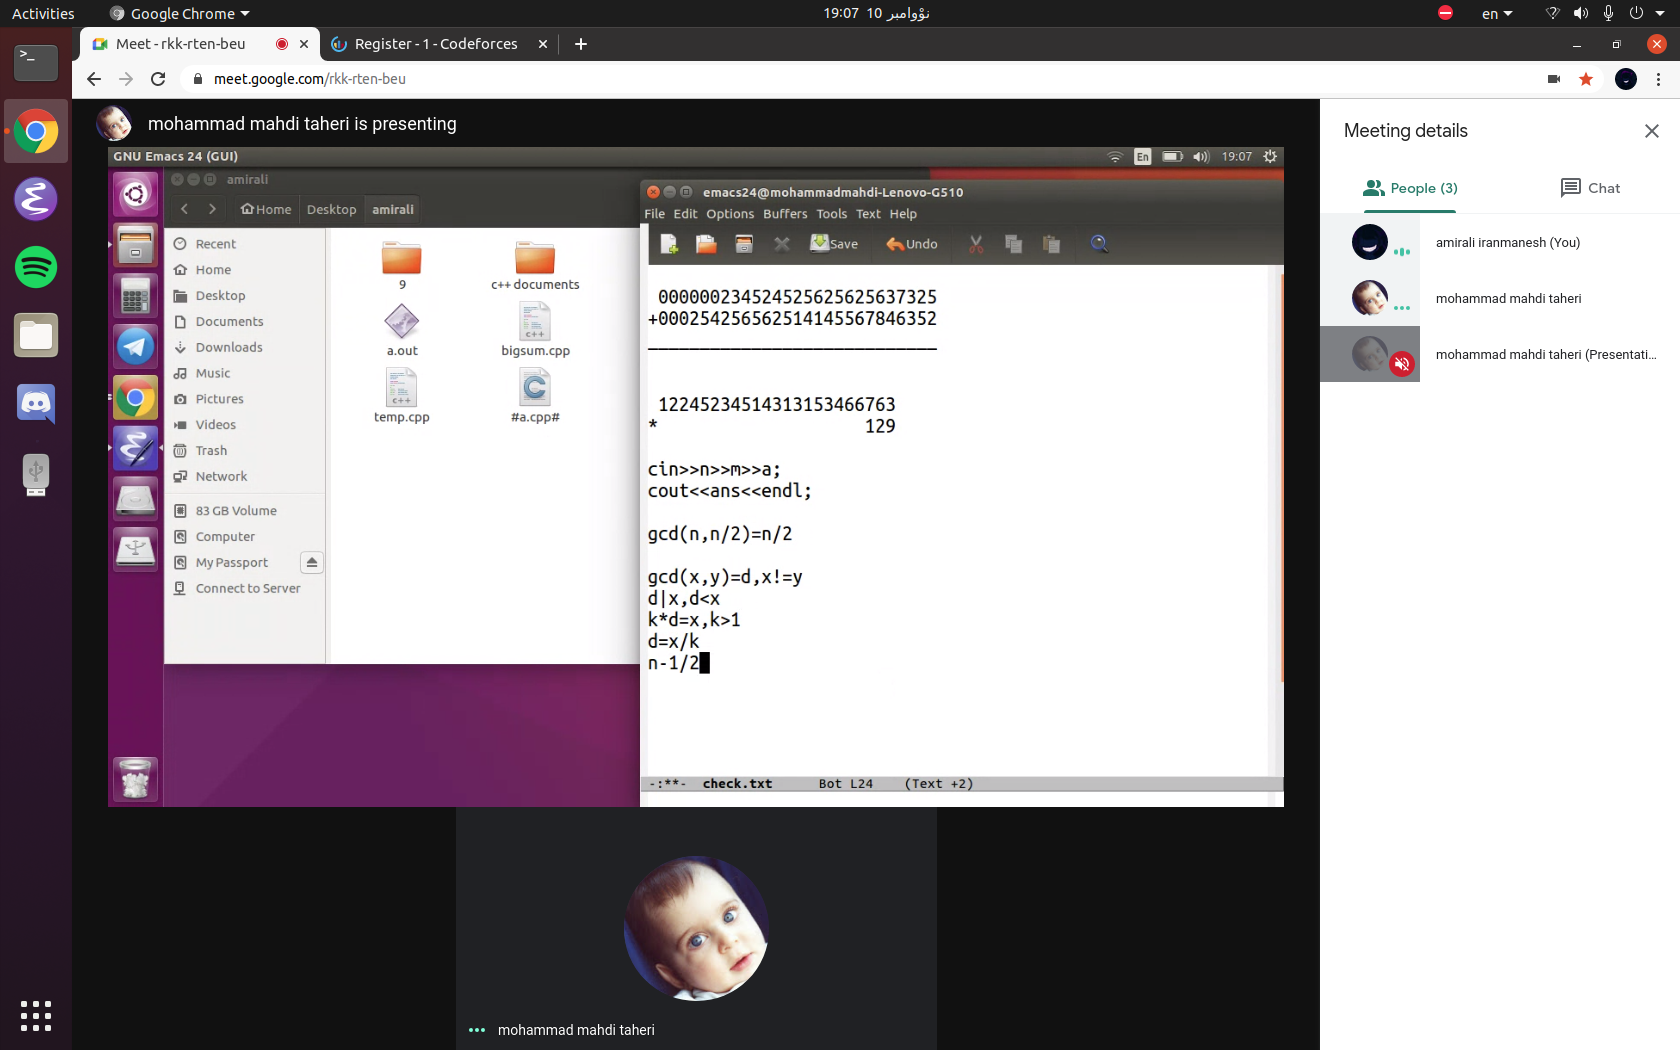 Activities
Google Chrome
19:07 10 نۆوامبر
en
Meet - rkk-rten-beu
Register - 1 - Codeforces
meet.google.com/rkk-rten-beu
mohammad mahdi taheri is presenting
GNU Emacs 24 (GUI)
En
19:07
amirali
Home
Desktop
amirali
Recent
Home
Desktop
Documents
Downloads
Music
Pictures
Videos
Trash
Network
83 GB Volume
Computer
My Passport
Connect to Server
9
c++ documents
a.out
bigsum.cpp
temp.cpp
#a.cpp#
emacs24@mohammadmahdi-Lenovo-G510
File Edit Options Buffers Tools Text Help
Save
Undo
000000234524525625625637325
+000254256562514145567846352
____________________________
12245234514313153466763
* 129
cin>>n>>m>>a;
cout<<ans<<endl;
gcd(n,n/2)=n/2
gcd(x,y)=d,x!=y
d|x,d<x
k*d=x,k>1
d=x/k
n-1/2
-:**- check.txt Bot L24 (Text +2)
mohammad mahdi taheri
Meeting details
People (3)
Chat
amirali iranmanesh (You)
mohammad mahdi taheri
mohammad mahdi taheri (Presentati...